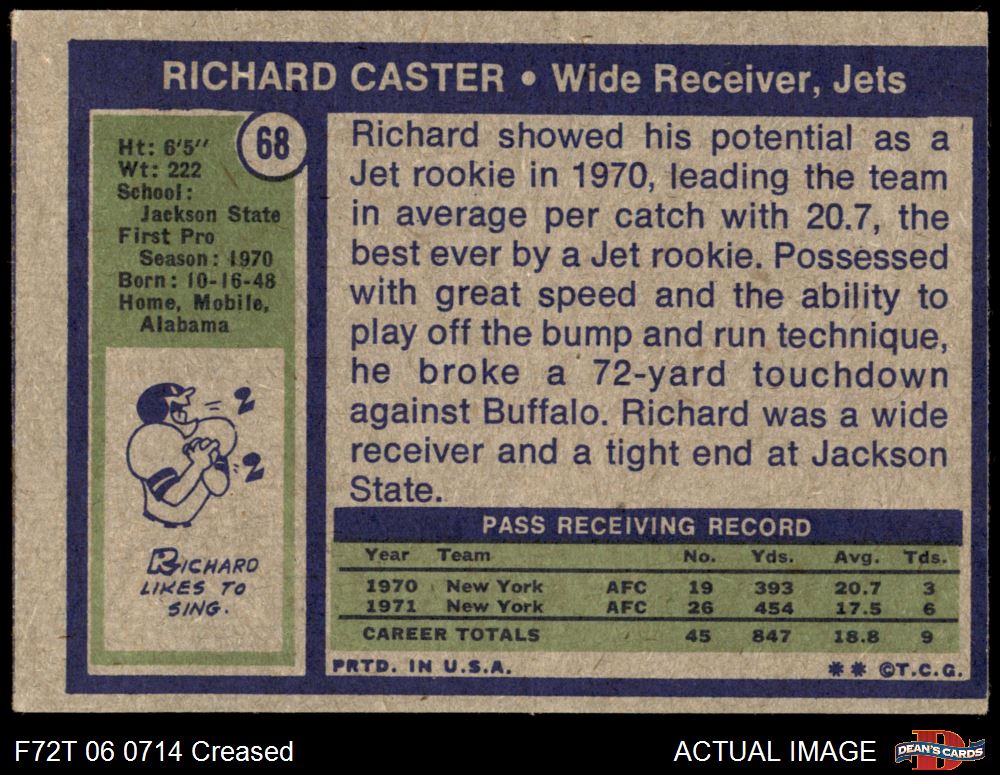 RICHARD CASTER • Wide Receiver, Jets
68
Ht: 6'5''
Wt: 222
School:
Jackson State
First Pro
Season: 1970
Born: 10-16-48
Home, Mobile,
Alabama
2
2
RICHARD
LIKES TO
SING.
Richard showed his potential as a
Jet rookie in 1970, leading the team
in average per catch with 20.7, the
best ever by a Jet rookie. Possessed
with great speed and the ability to
play off the bump and run technique,
he broke a 72-yard touchdown
against Buffalo. Richard was a wide
receiver and a tight end at Jackson
State.
PASS RECEIVING RECORD
Year Team No. Yds. Avg. Tds.
1970 New York AFC 19 393 20.7 3
1971 New York AFC 26 454 17.5 6
CAREER TOTALS 45 847 18.8 9
PRTD. IN U.S.A. ** ©T.C.G.
F72T 06 0714 Creased ACTUAL IMAGE D DEAN'S CARDS